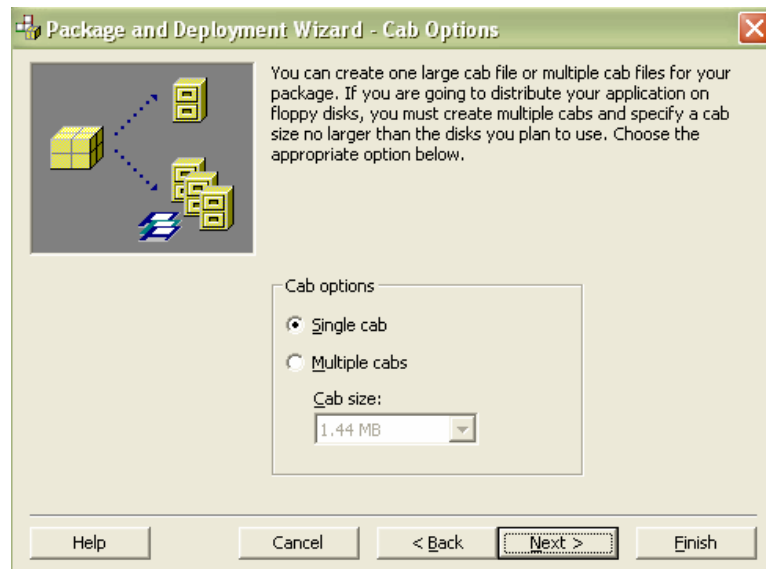 Package and Deployment Wizard - Cab Options
You can create one large cab file or multiple cab files for your
package. If you are going to distribute your application on
floppy disks, you must create multiple cabs and specify a cab
size no larger than the disks you plan to use. Choose the
appropriate option below.
Cab options
Single cab
Multiple cabs
Cab size:
1.44 MB
Help
Cancel
< Back
Next >
Finish